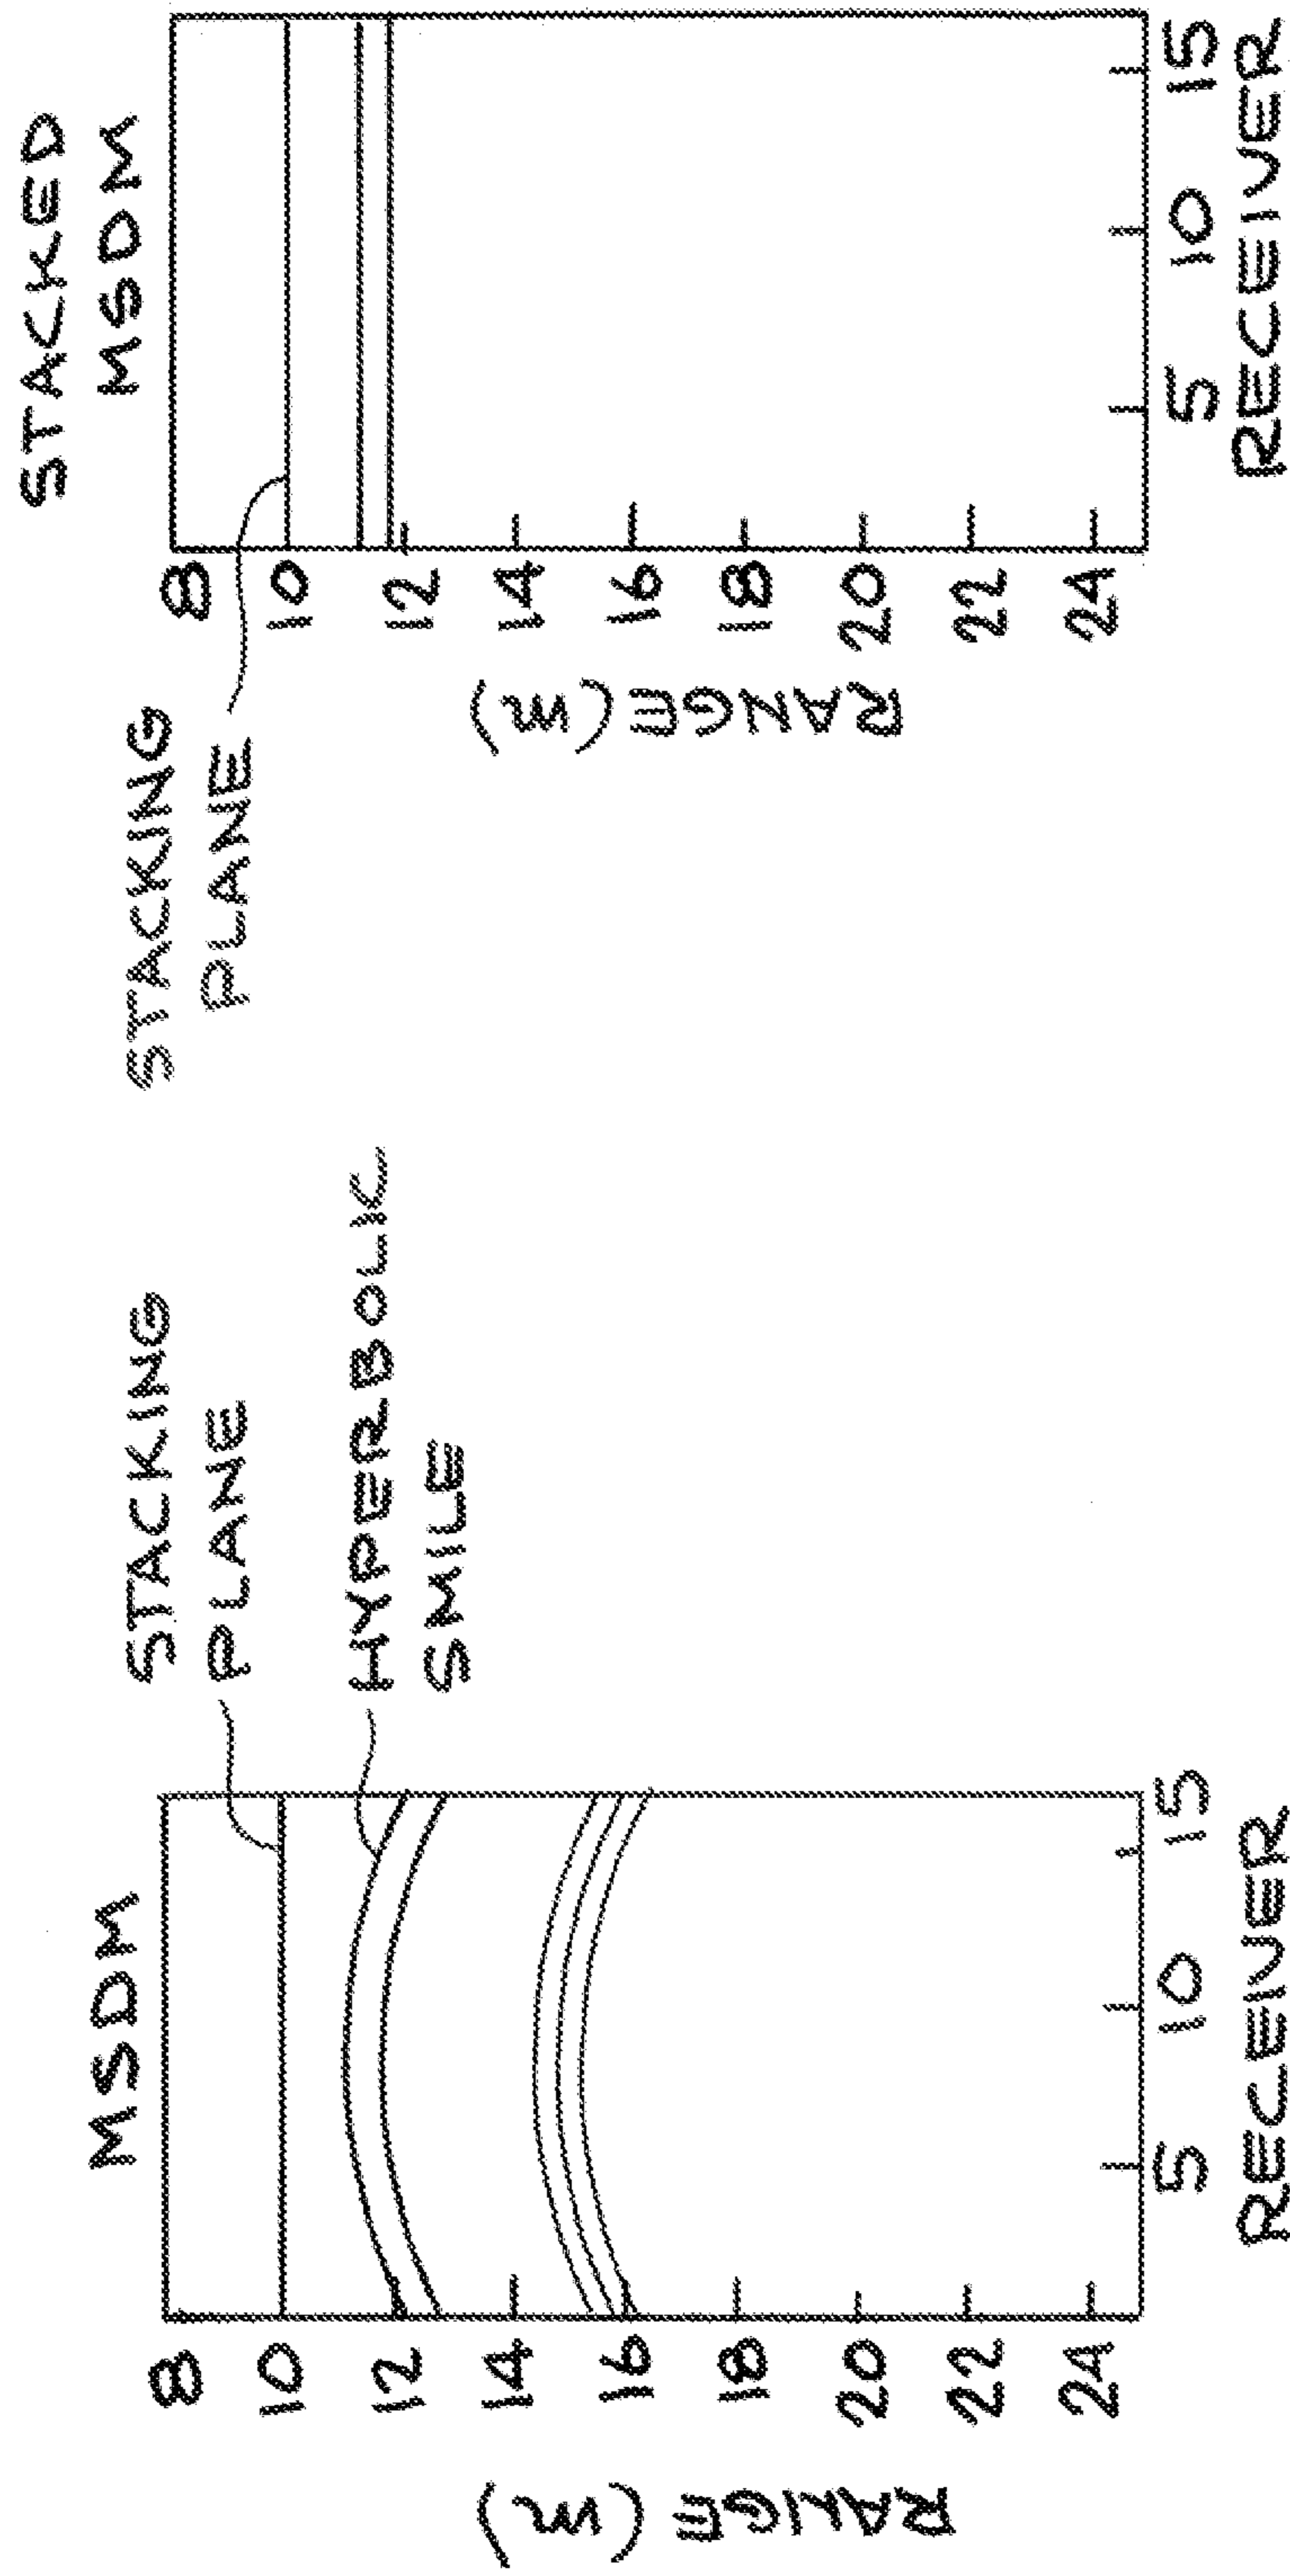 MSDM
STACKING
PLANE
HYPERBOLIC
SMILE
8
10
12
14
16
18
20
22
24
RANGE (m)
5 10 15
RECEIVER
STACKED
MSDM
STACKING
PLANE
8
10
12
14
16
18
20
22
24
RANGE (m)
5 10 15
RECEIVER